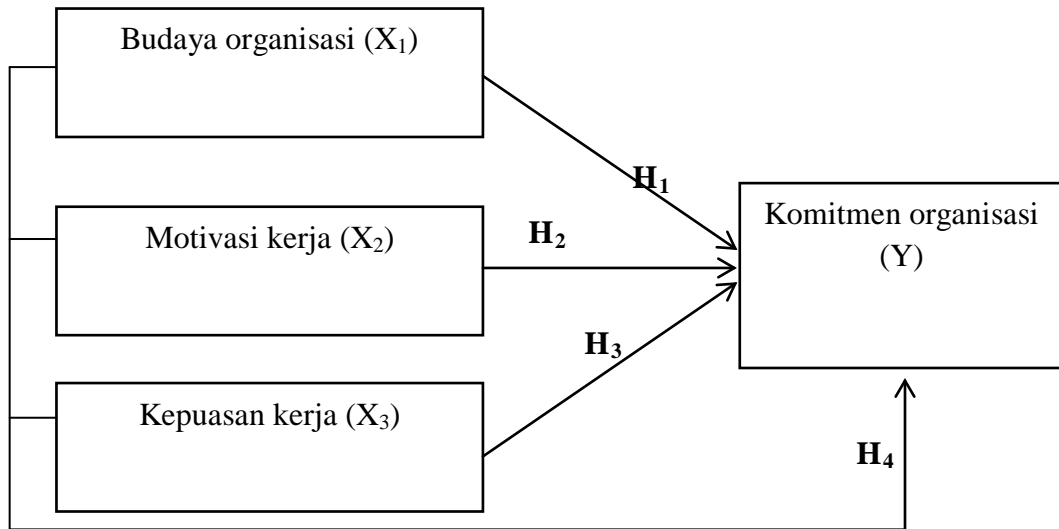 Budaya organisasi (X₁)
H₁
Motivasi kerja (X₂)
H₂
Komitmen organisasi
(Y)
H₃
Kepuasan kerja (X₃)
H₄